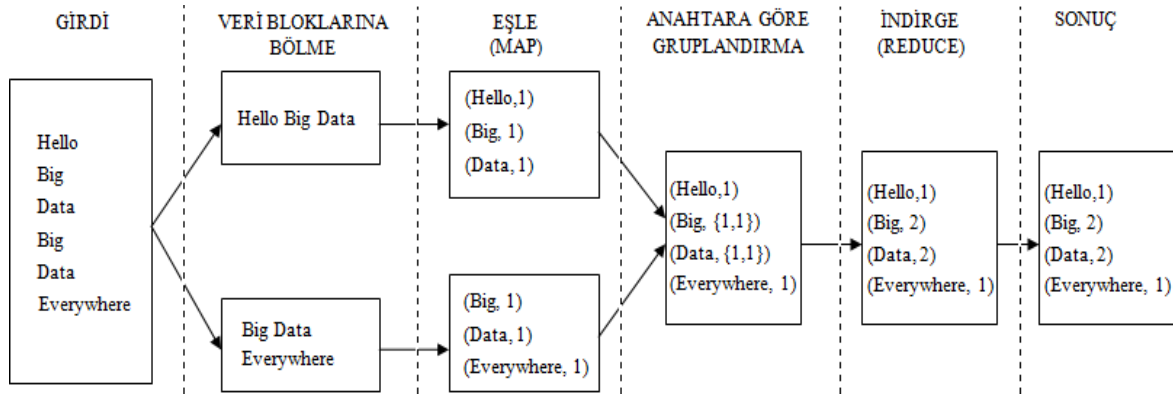 GİRDİ
VERİ BLOKLARINA
BÖLME
EŞLE
(MAP)
ANAHTARA GÖRE
GRUPLANDIRMA
İNDİRGE
(REDUCE)
SONUÇ
Hello
Big
Data
Big
Data
Everywhere
Hello Big Data
Big Data
Everywhere
(Hello,1)
(Big, 1)
(Data, 1)
(Big, 1)
(Data, 1)
(Everywhere, 1)
(Hello,1)
(Big, {1,1})
(Data, {1,1})
(Everywhere, 1)
(Hello,1)
(Big, 2)
(Data, 2)
(Everywhere, 1)
(Hello,1)
(Big, 2)
(Data, 2)
(Everywhere, 1)